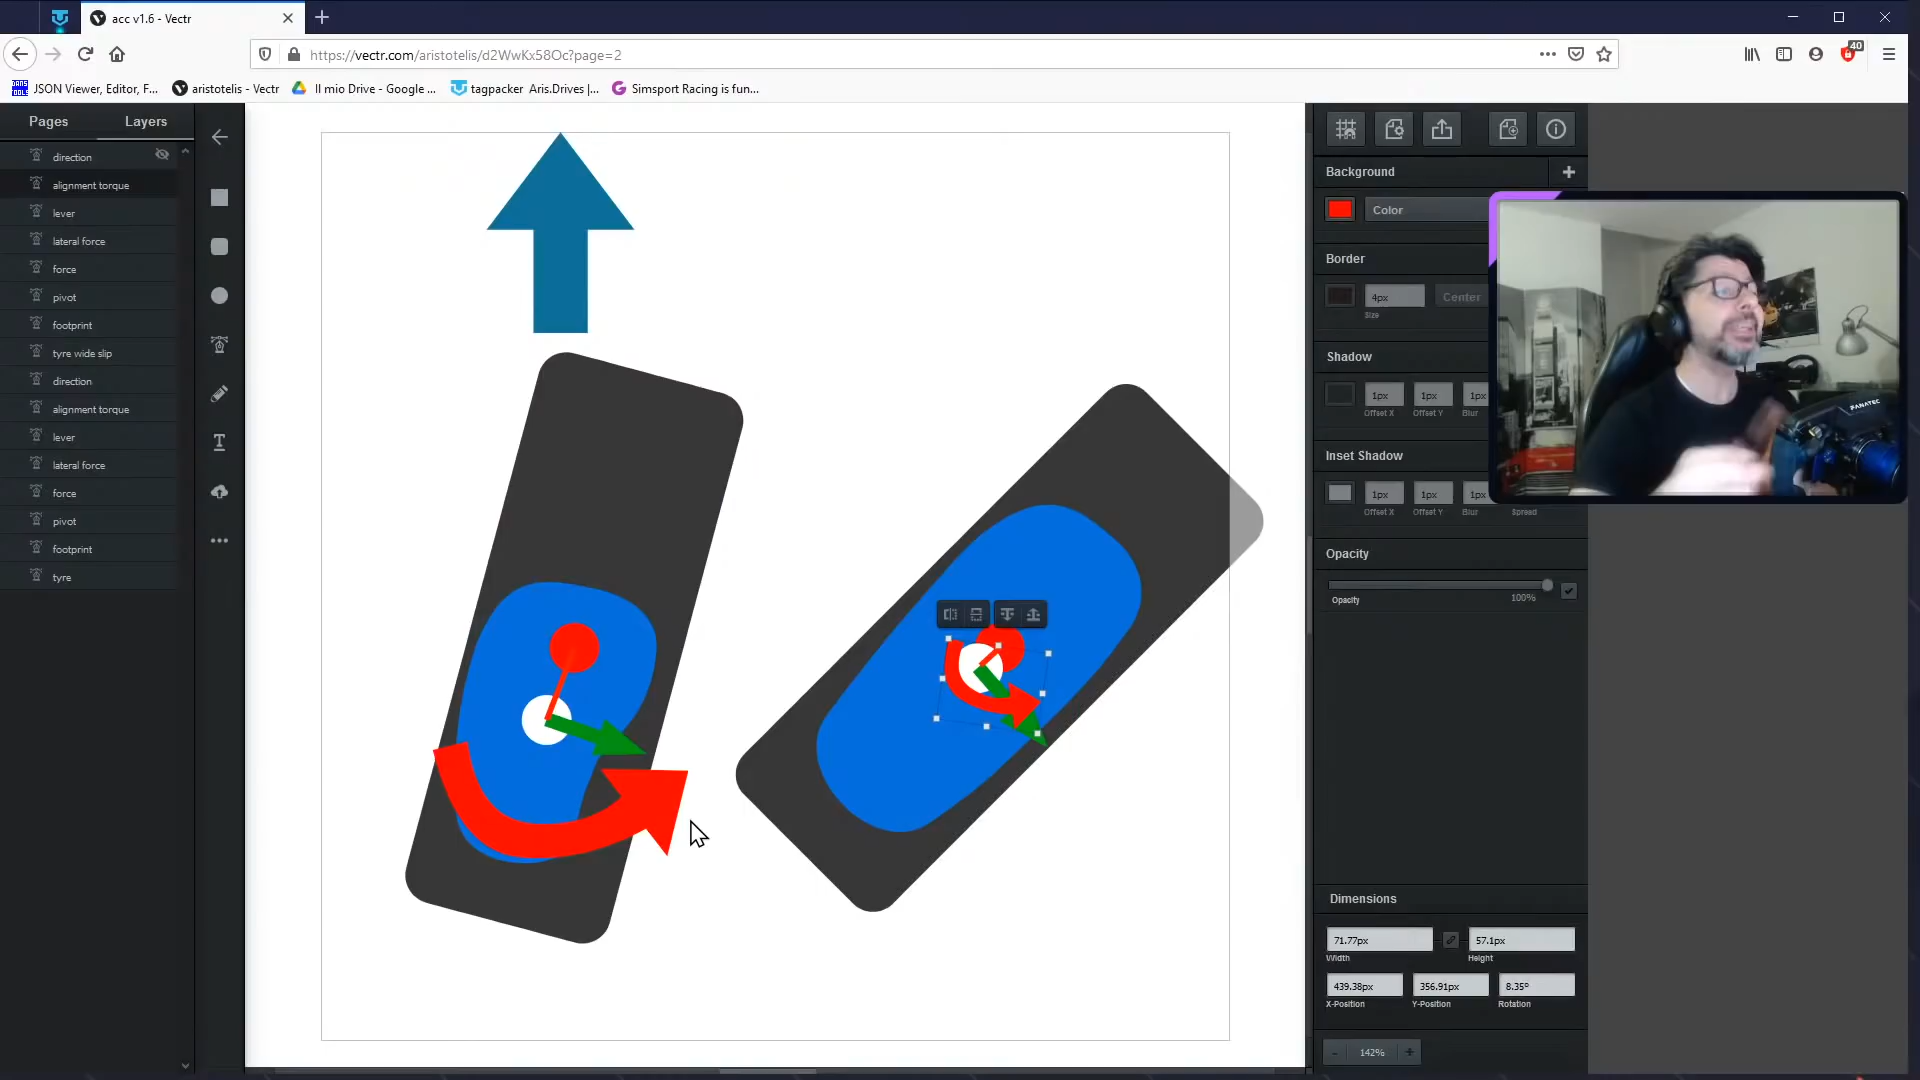 acc v1.6 - Vectr
https://vectr.com/aristotelis/d2WwKx58Oc?page=2
40
JSON Viewer, Editor, F...
aristotelis - Vectr
Il mio Drive - Google ...
tagpacker Aris.Drives |...
Simsport Racing is fun...
Pages
Layers
direction
alignment torque
lever
lateral force
force
pivot
footprint
tyre wide slip
direction
alignment torque
lever
lateral force
force
pivot
footprint
tyre
Background
Color
Border
4px
Center
Size
Shadow
1px
1px
1px
Offset X
Offset Y
Blur
Inset Shadow
1px
1px
1px
Offset X
Offset Y
Blur
Spread
Opacity
Opacity
100%
Dimensions
71.77px
57.1px
Width
Height
439.38px
356.91px
8.35º
X-Position
Y-Position
Rotation
- 142% +
FANATEC